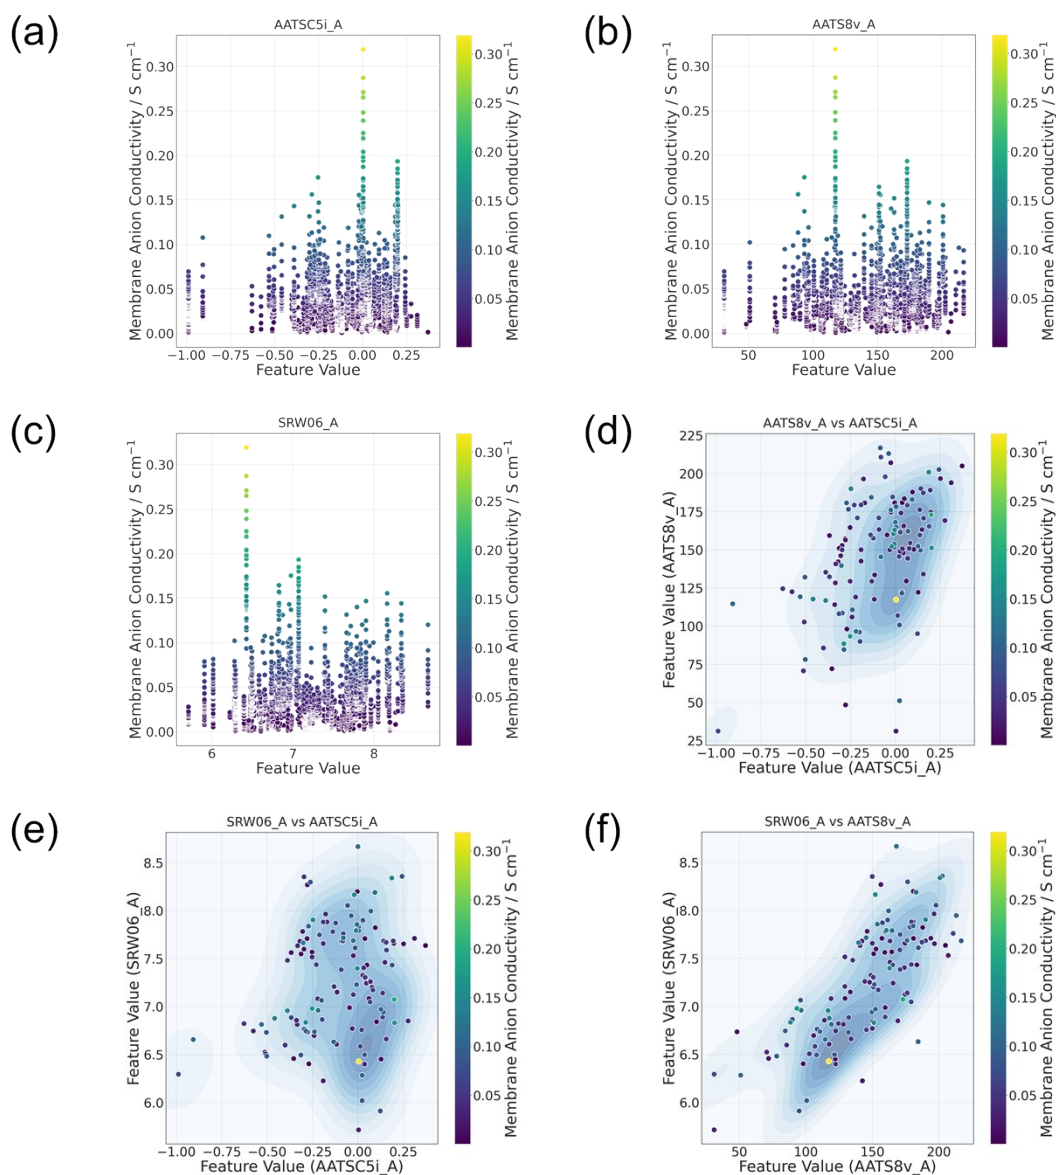 (a)
AATSC5i_A
Membrane Anion Conductivity / S cm⁻¹
0.30
0.25
0.20
0.15
0.10
0.05
0.00
−1.00 −0.75 −0.50 −0.25 0.00 0.25
Feature Value
0.30
0.25
0.20
0.15
0.10
0.05
Membrane Anion Conductivity / S cm⁻¹
(b)
AATS8v_A
Membrane Anion Conductivity / S cm⁻¹
0.30
0.25
0.20
0.15
0.10
0.05
0.00
50 100 150 200
Feature Value
0.30
0.25
0.20
0.15
0.10
0.05
Membrane Anion Conductivity / S cm⁻¹
(c)
SRW06_A
Membrane Anion Conductivity / S cm⁻¹
0.30
0.25
0.20
0.15
0.10
0.05
0.00
6 7 8
Feature Value
0.30
0.25
0.20
0.15
0.10
0.05
Membrane Anion Conductivity / S cm⁻¹
(d)
AATS8v_A vs AATSC5i_A
Feature Value (AATS8v_A)
225
200
175
150
125
100
75
50
25
−1.00 −0.75 −0.50 −0.25 0.00 0.25
Feature Value (AATSC5i_A)
0.30
0.25
0.20
0.15
0.10
0.05
Membrane Anion Conductivity / S cm⁻¹
(e)
SRW06_A vs AATSC5i_A
Feature Value (SRW06_A)
8.5
8.0
7.5
7.0
6.5
6.0
−1.00 −0.75 −0.50 −0.25 0.00 0.25
Feature Value (AATSC5i_A)
0.30
0.25
0.20
0.15
0.10
0.05
Membrane Anion Conductivity / S cm⁻¹
(f)
SRW06_A vs AATS8v_A
Feature Value (SRW06_A)
8.5
8.0
7.5
7.0
6.5
6.0
50 100 150 200
Feature Value (AATS8v_A)
0.30
0.25
0.20
0.15
0.10
0.05
Membrane Anion Conductivity / S cm⁻¹